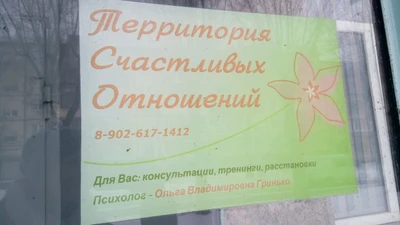 Территория
Счастливых
Отношений
8-902-617-1412
Для Вас: консультации, тренинги, расстановки
Психолог - Ольга Владимировна